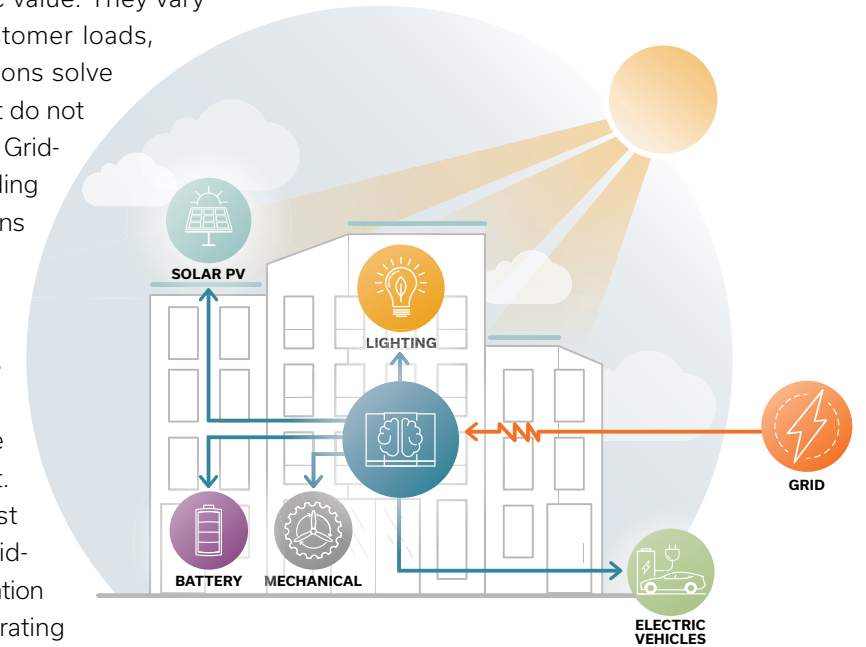 value. They vary
stomer loads,
ons solve
do not
Grid-
ding
ns
SOLAR PV
LIGHTING
e
t.
st
id-
ation
rating
GRID
BATTERY
MECHANICAL
ELECTRIC
VEHICLES